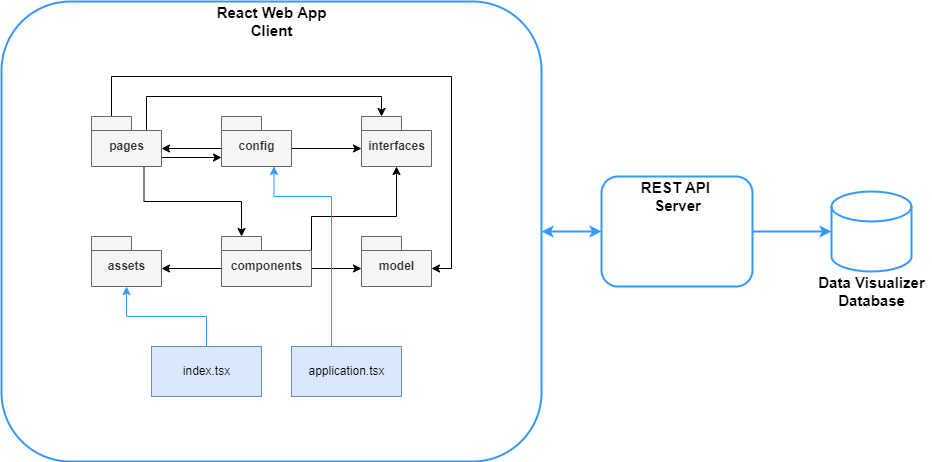 React Web App
Client
pages
config
interfaces
assets
components
model
index.tsx
application.tsx
REST API
Server
Data Visualizer
Database